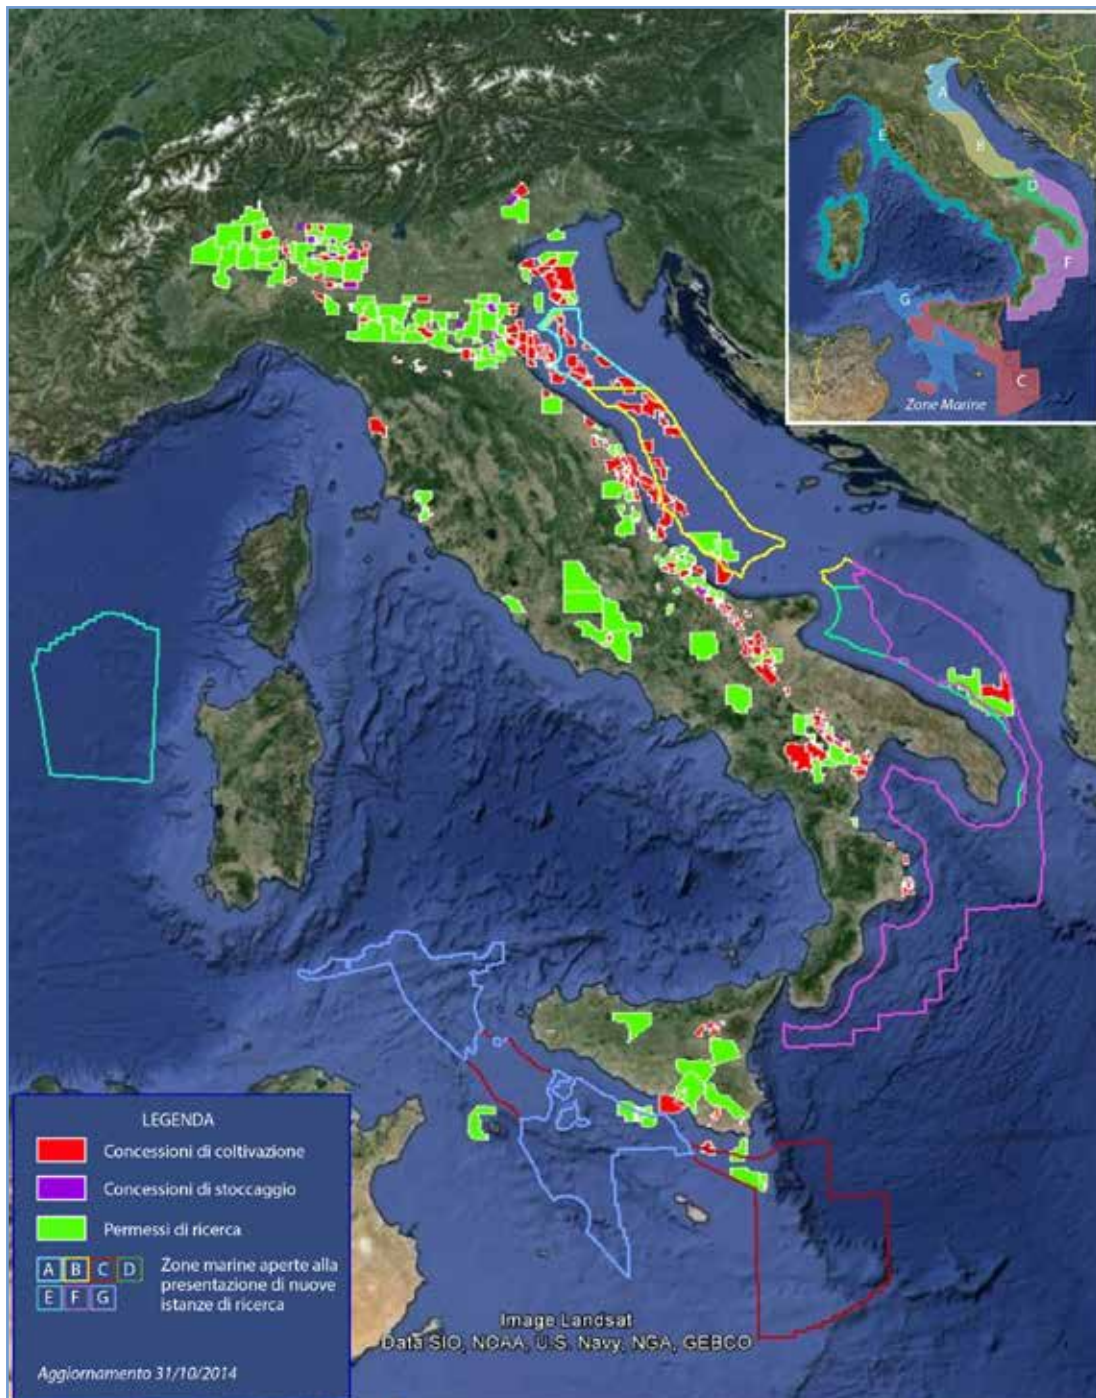 A
B
D
E
F
G
C
Zone Marine
LEGENDA
Concessioni di coltivazione
Concessioni di stoccaggio
Permessi di ricerca
A B C D
E F G
Zone marine aperte alla
presentazione di nuove
istanze di ricerca
Aggiornamento 31/10/2014
Image Landsat
Data SIO, NOAA, U.S. Navy, NGA, GEBCO